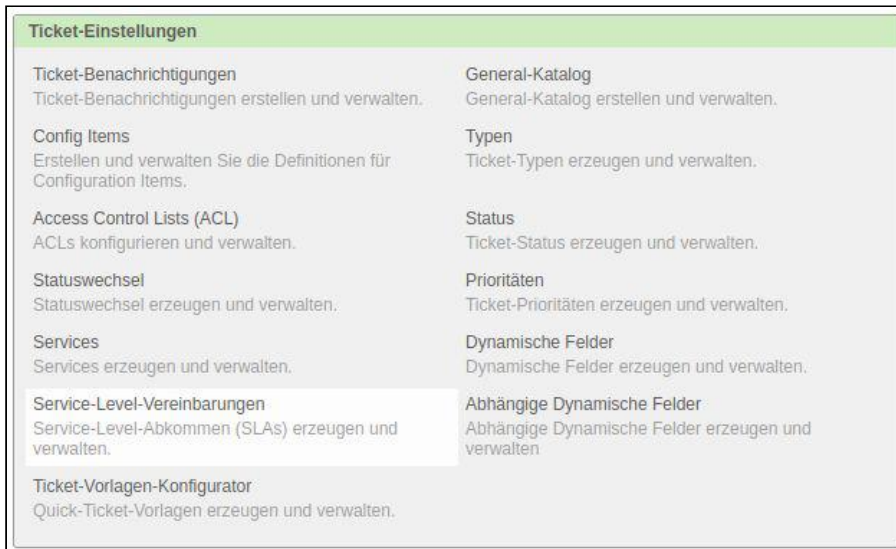 Ticket-Einstellungen
Ticket-Benachrichtigungen
Ticket-Benachrichtigungen erstellen und verwalten.
General-Katalog
General-Katalog erstellen und verwalten.
Config Items
Erstellen und verwalten Sie die Definitionen für
Configuration Items.
Typen
Ticket-Typen erzeugen und verwalten.
Access Control Lists (ACL)
ACLs konfigurieren und verwalten.
Status
Ticket-Status erzeugen und verwalten.
Statuswechsel
Statuswechsel erzeugen und verwalten.
Prioritäten
Ticket-Prioritäten erzeugen und verwalten.
Services
Services erzeugen und verwalten.
Dynamische Felder
Dynamische Felder erzeugen und verwalten.
Service-Level-Vereinbarungen
Service-Level-Abkommen (SLAs) erzeugen und
verwalten.
Abhängige Dynamische Felder
Abhängige Dynamische Felder erzeugen und
verwalten
Ticket-Vorlagen-Konfigurator
Quick-Ticket-Vorlagen erzeugen und verwalten.